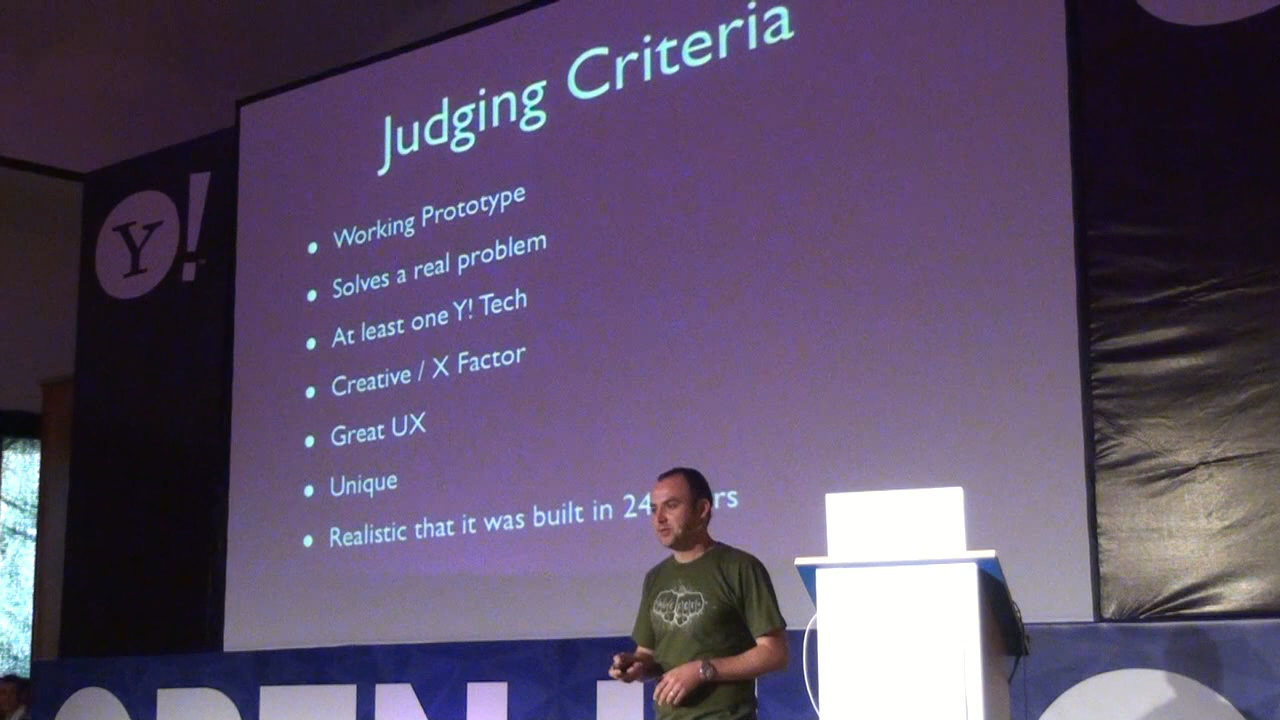 Judging Criteria
Y!
• Working Prototype
• Solves a real problem
• At least one Y! Tech
• Creative / X Factor
• Great UX
• Unique
• Realistic that it was built in 24
OPEN